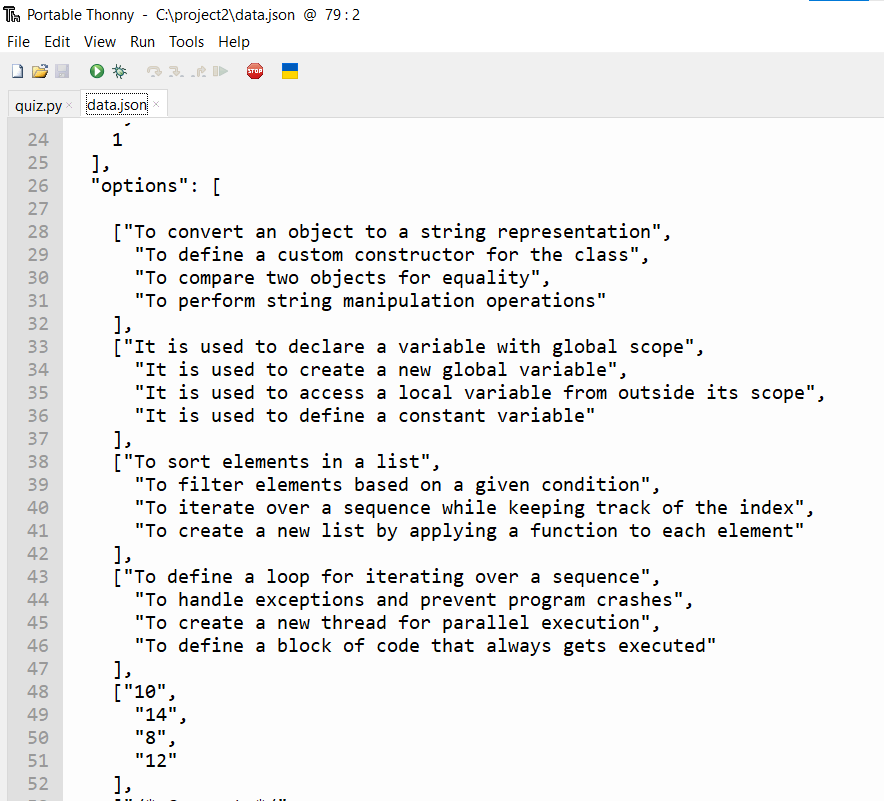 Portable Thonny - C:\project2\data.json @ 79 : 2
File Edit View Run Tools Help
STOP
quiz.py × data.json ×
24 1
25 ],
26 "options": [
27
28 ["To convert an object to a string representation",
29 "To define a custom constructor for the class",
30 "To compare two objects for equality",
31 "To perform string manipulation operations"
32 ],
33 ["It is used to declare a variable with global scope",
34 "It is used to create a new global variable",
35 "It is used to access a local variable from outside its scope",
36 "It is used to define a constant variable"
37 ],
38 ["To sort elements in a list",
39 "To filter elements based on a given condition",
40 "To iterate over a sequence while keeping track of the index",
41 "To create a new list by applying a function to each element"
42 ],
43 ["To define a loop for iterating over a sequence",
44 "To handle exceptions and prevent program crashes",
45 "To create a new thread for parallel execution",
46 "To define a block of code that always gets executed"
47 ],
48 ["10",
49 "14",
50 "8",
51 "12"
52 ],